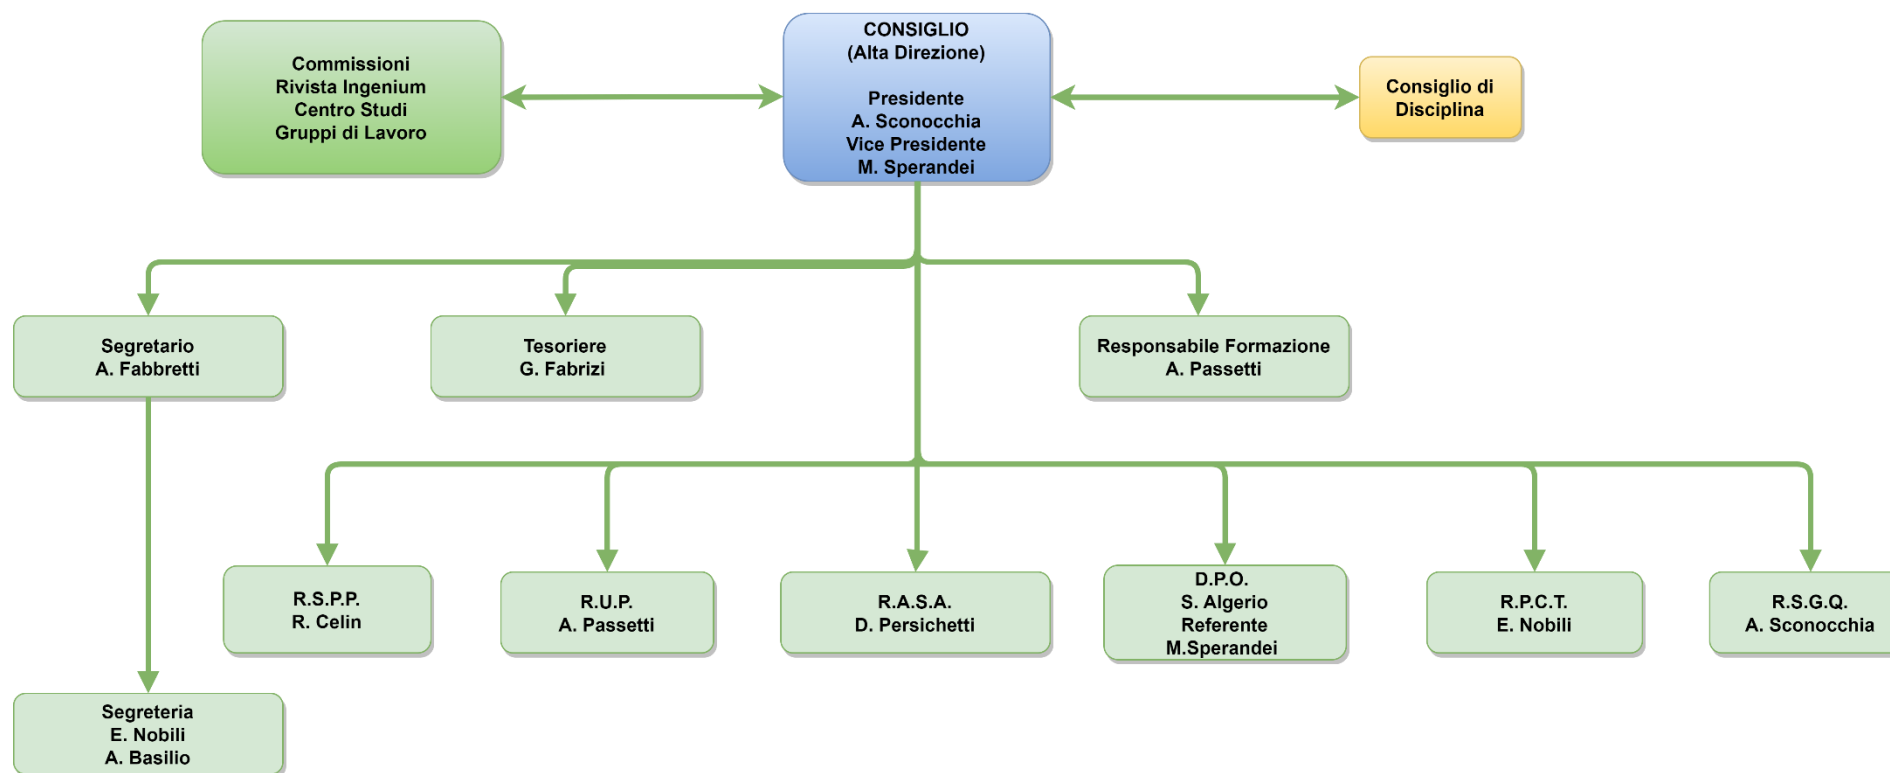 Commissioni
Rivista Ingenium
Centro Studi
Gruppi di Lavoro
CONSIGLIO
(Alta Direzione)
Presidente
A. Sconocchia
Vice Presidente
M. Sperandei
Consiglio di
Disciplina
Segretario
A. Fabbretti
Tesoriere
G. Fabrizi
Responsabile Formazione
A. Passetti
R.S.P.P.
R. Celin
R.U.P.
A. Passetti
R.A.S.A.
D. Persichetti
D.P.O.
S. Algerio
Referente
M.Sperandei
R.P.C.T.
E. Nobili
R.S.G.Q.
A. Sconocchia
Segreteria
E. Nobili
A. Basilio